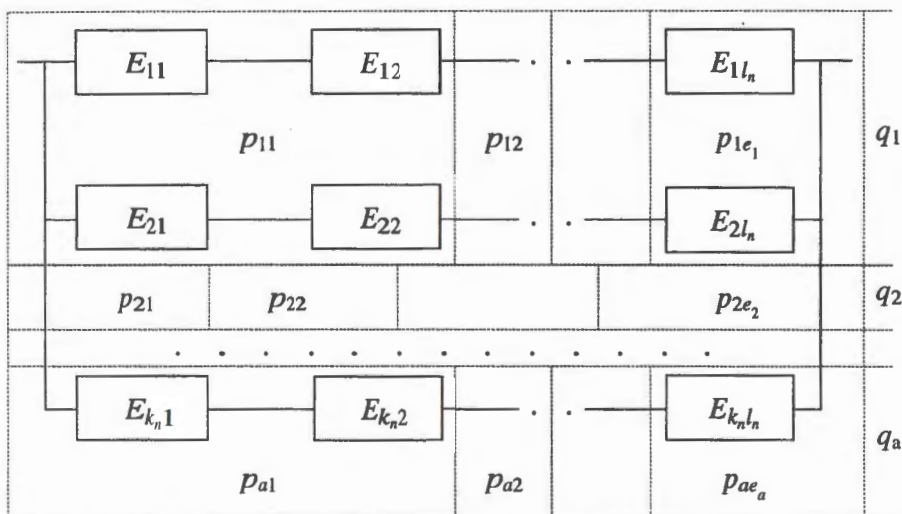 E₁₁ E₁₂ . . E₁ₗₙ
p₁₁ p₁₂ p₁ₑ₁ q₁
E₂₁ E₂₂ . . E₂ₗₙ
p₂₁ p₂₂ p₂ₑ₂ q₂
. . . . . . . . . . . . .
Eₖₙ₁ Eₖₙ₂ . . Eₖₙₗₙ
pₐ₁ pₐ₂ pₐₑₐ qₐ